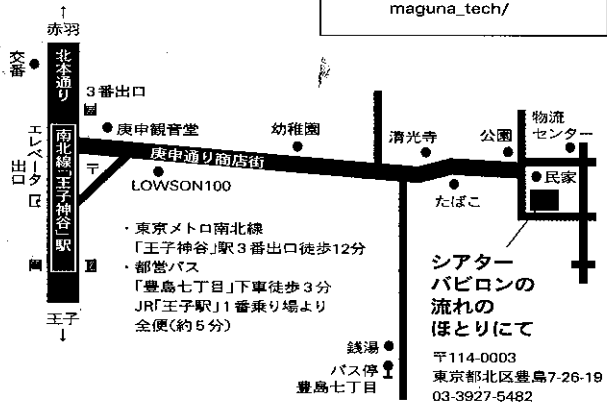 maguna_tech/
↑
赤羽
北本通り
交番
3番出口
南北線「王子神谷」駅
エレベータ出口
〒
庚申観音堂
庚申通り商店街
LOWSON100
幼稚園
清光寺
公園
物流
センター
民家
たばこ
・東京メトロ南北線
「王子神谷」駅3番出口徒歩12分
・都営バス
「豊島七丁目」下車徒歩3分
JR「王子駅」1番乗り場より
全便(約5分)
王子
↓
銭湯
バス停
豊島七丁目
シアター
バビロンの
流れの
ほとりにて
〒114-0003
東京都北区豊島7-26-19
03-3927-5482